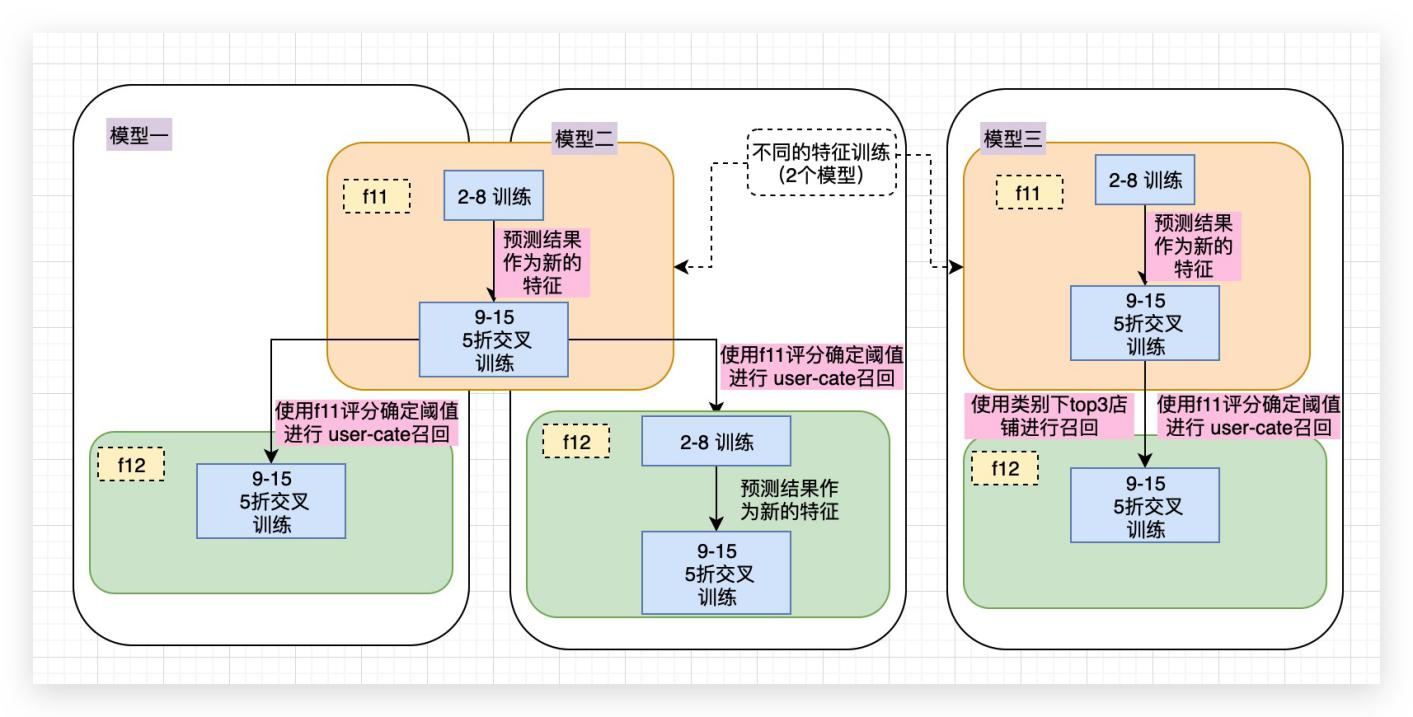 模型一
模型二
f11
2-8 训练
预测结果
作为新的
特征
9-15
5折交叉
训练
不同的特征训练
（2个模型）
使用f11评分确定阈值
进行 user-cate召回
f12
9-15
5折交叉
训练
使用f11评分确定阈值
进行 user-cate召回
f12
2-8 训练
预测结果作
为新的特征
9-15
5折交叉
训练
模型三
f11
2-8 训练
预测结果
作为新的
特征
9-15
5折交叉
训练
使用类别下top3店
铺进行召回
使用f11评分确定阈值
进行 user-cate召回
f12
9-15
5折交叉
训练